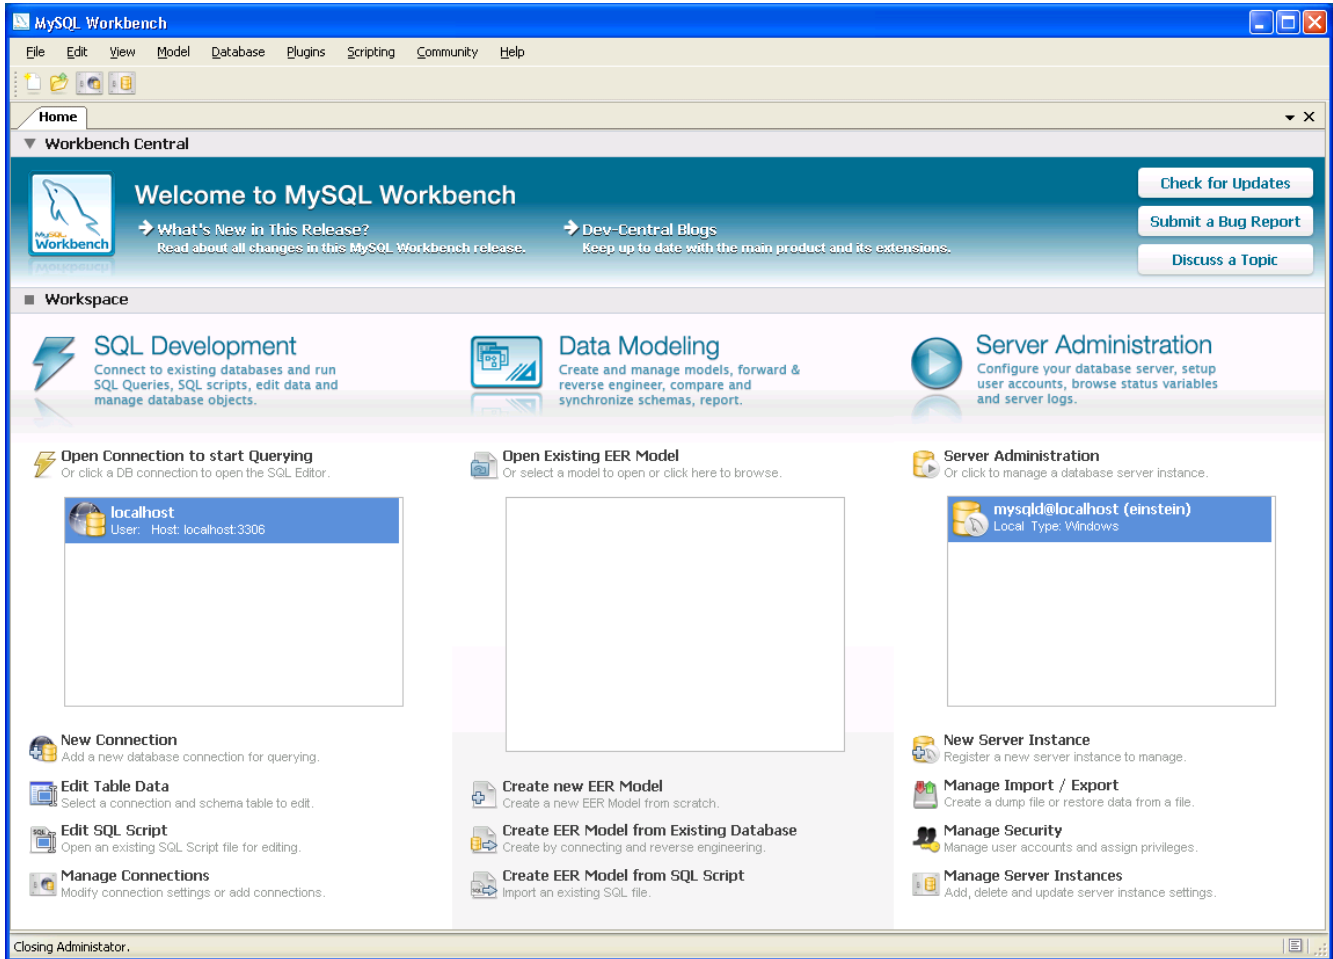 MySQL Workbench
File Edit View Model Database Plugins Scripting Community Help
Home
Workbench Central
Welcome to MySQL Workbench
What's New in This Release?
Read about all changes in this MySQL Workbench release.
Dev-Central Blogs
Keep up to date with the main product and its extensions.
Check for Updates
Submit a Bug Report
Discuss a Topic
MySQL
Workbench
Workspace
SQL Development
Connect to existing databases and run
SQL Queries, SQL scripts, edit data and
manage database objects.
Data Modeling
Create and manage models, forward &
reverse engineer, compare and
synchronize schemas, report.
Server Administration
Configure your database server, setup
user accounts, browse status variables
and server logs.
Open Connection to start Querying
Or click a DB connection to open the SQL Editor.
localhost
User: Host: localhost:3306
New Connection
Add a new database connection for querying.
Edit Table Data
Select a connection and schema table to edit.
SQL
Edit SQL Script
Open an existing SQL Script file for editing.
Manage Connections
Modify connection settings or add connections.
Open Existing EER Model
Or select a model to open or click here to browse.
Create new EER Model
Create a new EER Model from scratch.
Create EER Model from Existing Database
Create by connecting and reverse engineering.
SQL
Create EER Model from SQL Script
Import an existing SQL file.
Server Administration
Or click to manage a database server instance.
mysqld@localhost (einstein)
Local Type: Windows
New Server Instance
Register a new server instance to manage.
Manage Import / Export
Create a dump file or restore data from a file.
Manage Security
Manage user accounts and assign privileges.
Manage Server Instances
Add, delete and update server instance settings.
Closing Administator.